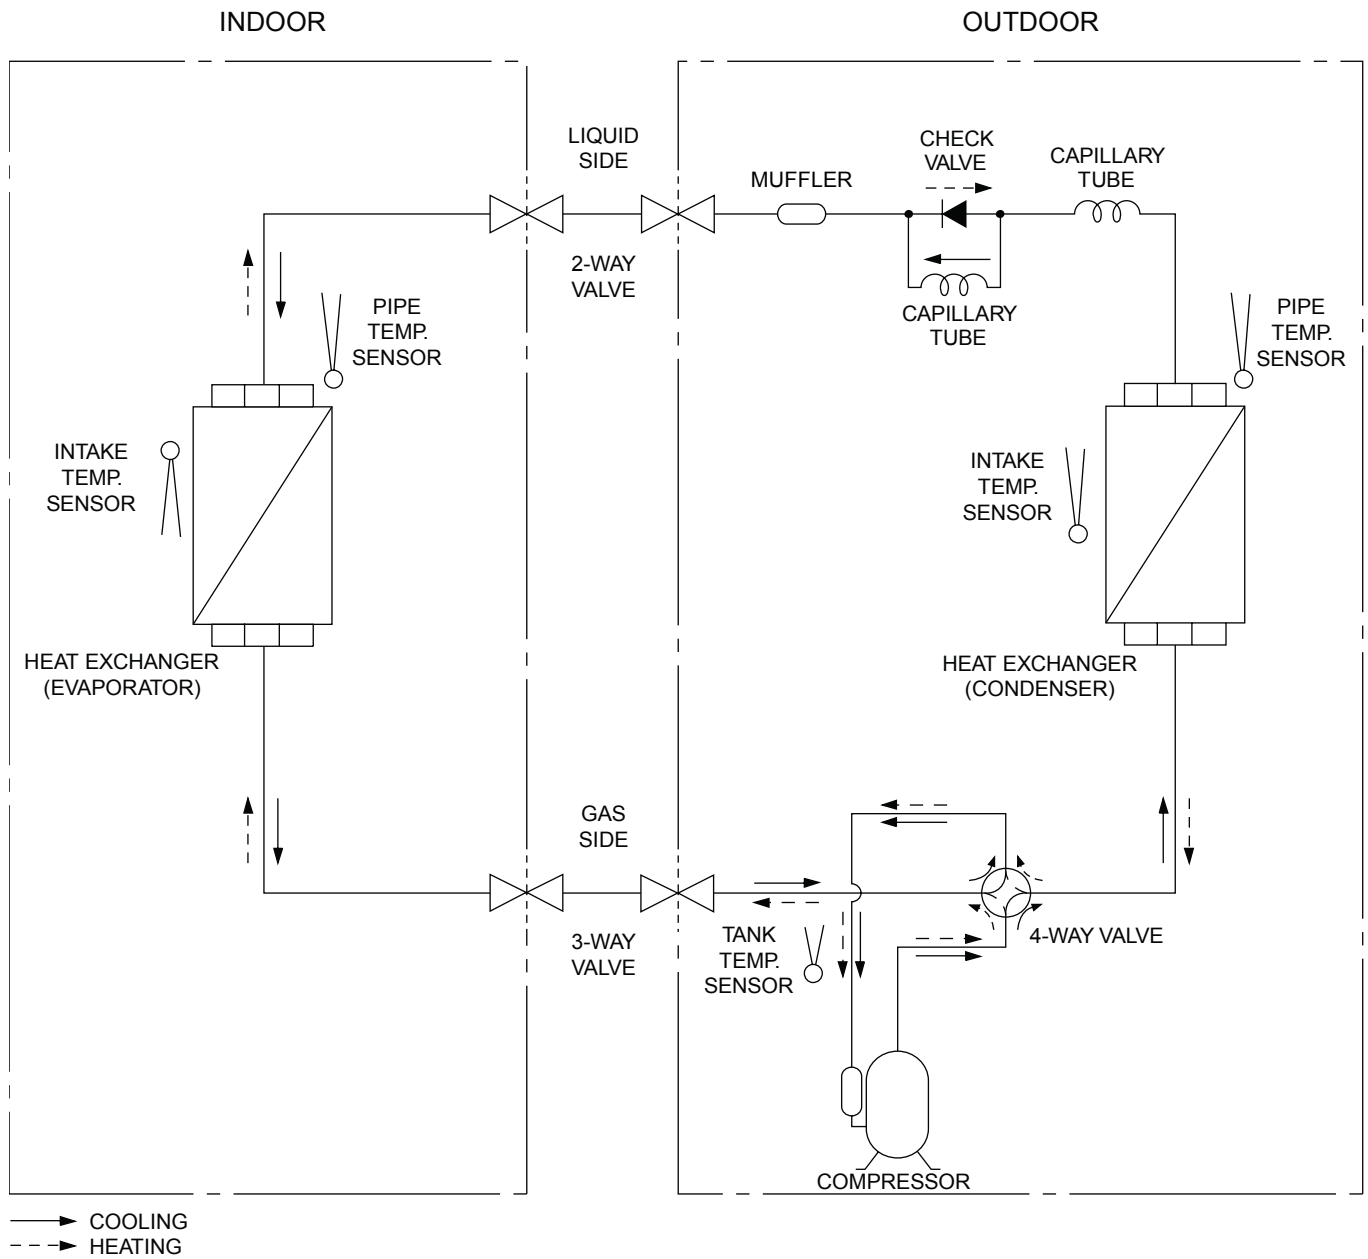 INDOOR
OUTDOOR
LIQUID
SIDE
2-WAY
VALVE
MUFFLER
CHECK
VALVE
CAPILLARY
TUBE
CAPILLARY
TUBE
PIPE
TEMP.
SENSOR
PIPE
TEMP.
SENSOR
INTAKE
TEMP.
SENSOR
INTAKE
TEMP.
SENSOR
HEAT EXCHANGER
(EVAPORATOR)
HEAT EXCHANGER
(CONDENSER)
GAS
SIDE
3-WAY
VALVE
TANK
TEMP.
SENSOR
4-WAY VALVE
COMPRESSOR
COOLING
HEATING